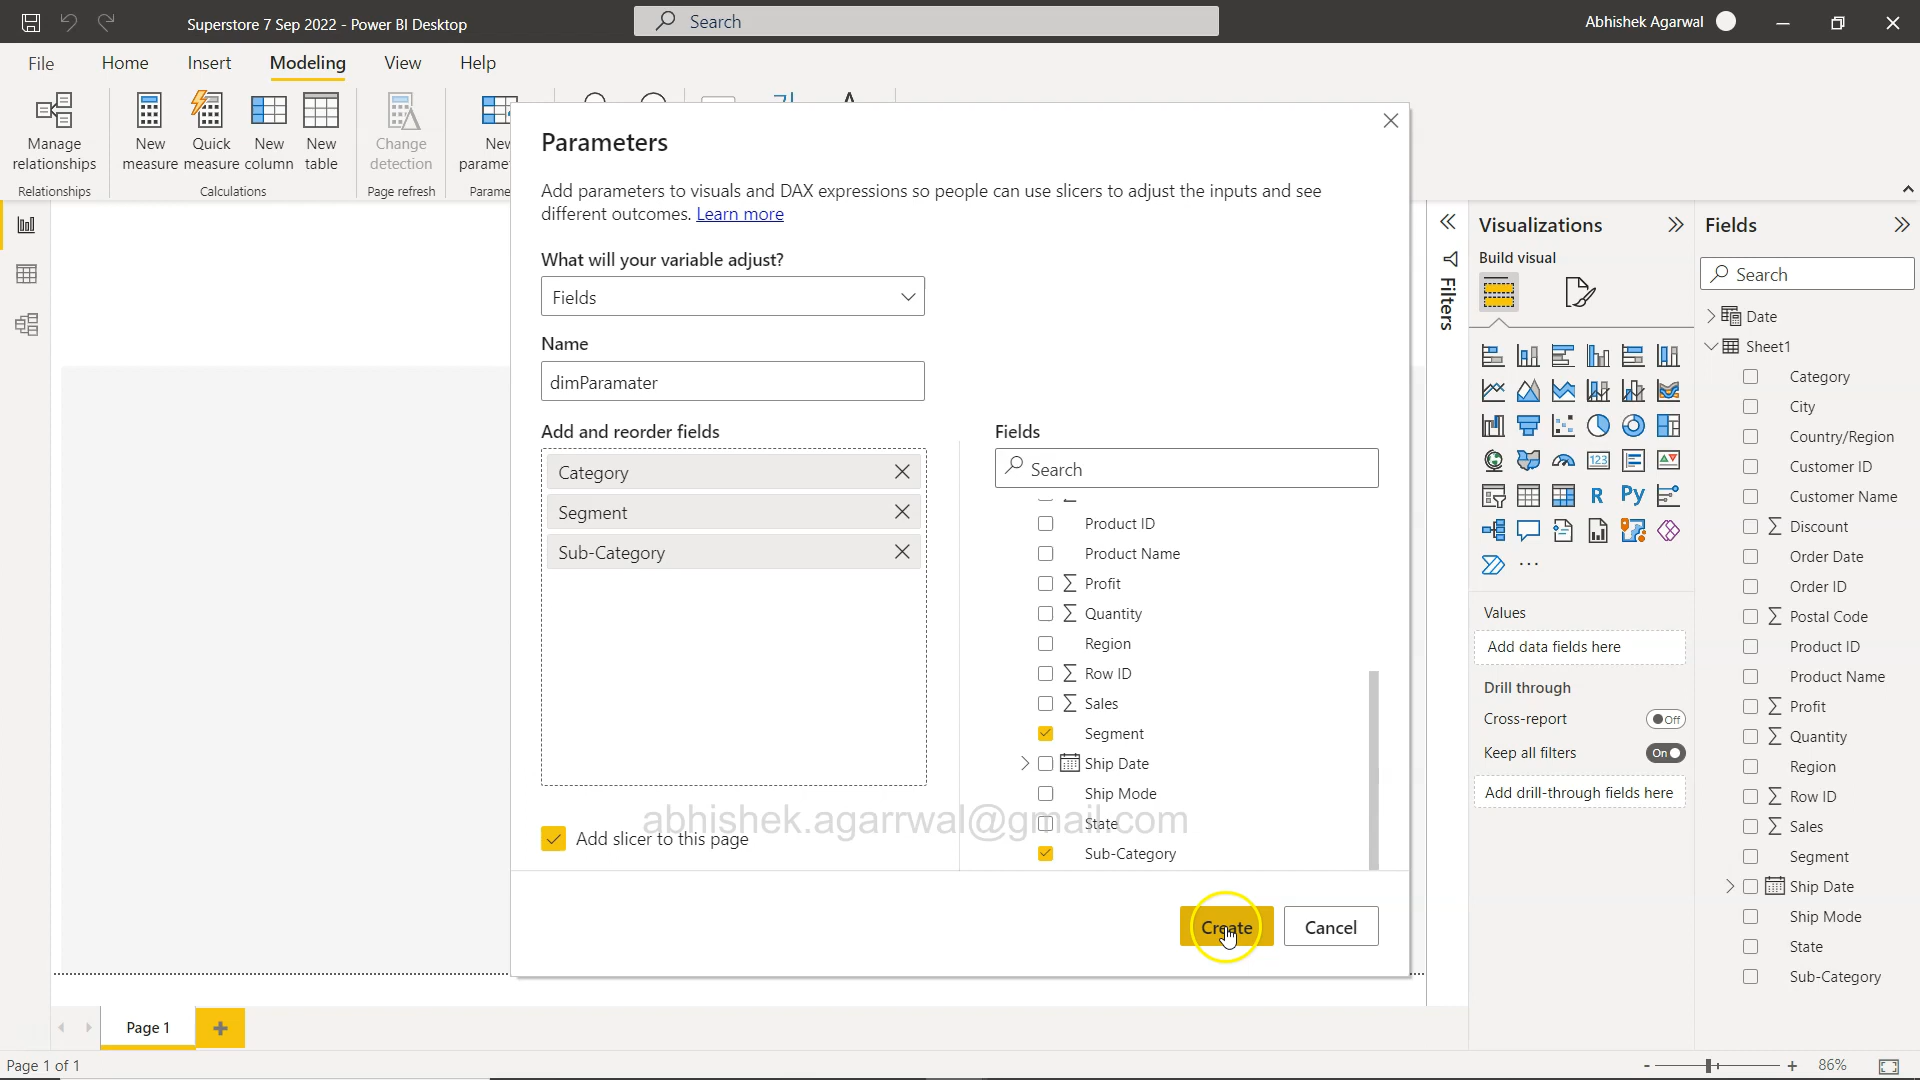 Superstore 7 Sep 2022 - Power BI Desktop
Search
Abhishek Agarwal
File
Home
Insert
Modeling
View
Help
Manage
relationships
New
measure
Quick
measure
New
column
New
table
Change
detection
New
Relationships
Calculations
Page refresh
Parameters
Add parameters to visuals and DAX expressions so people can use slicers to adjust the inputs and see
different outcomes. Learn more
What will your variable adjust?
Fields
Name
dimParamater
Add and reorder fields
Category
Segment
Sub-Category
Add slicer to this page
Fields
Search
Product ID
Product Name
Profit
Quantity
Region
Row ID
Sales
Segment
Ship Date
Ship Mode
State
Sub-Category
abhishek.agarrwal@gmail.com
Create
Cancel
Filters
Visualizations
Build visual
123
R
Py
Values
Add data fields here
Drill through
Cross-report
Off
Keep all filters
On
Add drill-through fields here
Fields
Search
Date
Sheet1
Category
City
Country/Region
Customer ID
Customer Name
Discount
Order Date
Order ID
Postal Code
Product ID
Product Name
Profit
Quantity
Region
Row ID
Sales
Segment
Ship Date
Ship Mode
State
Sub-Category
Page 1
Page 1 of 1
86%